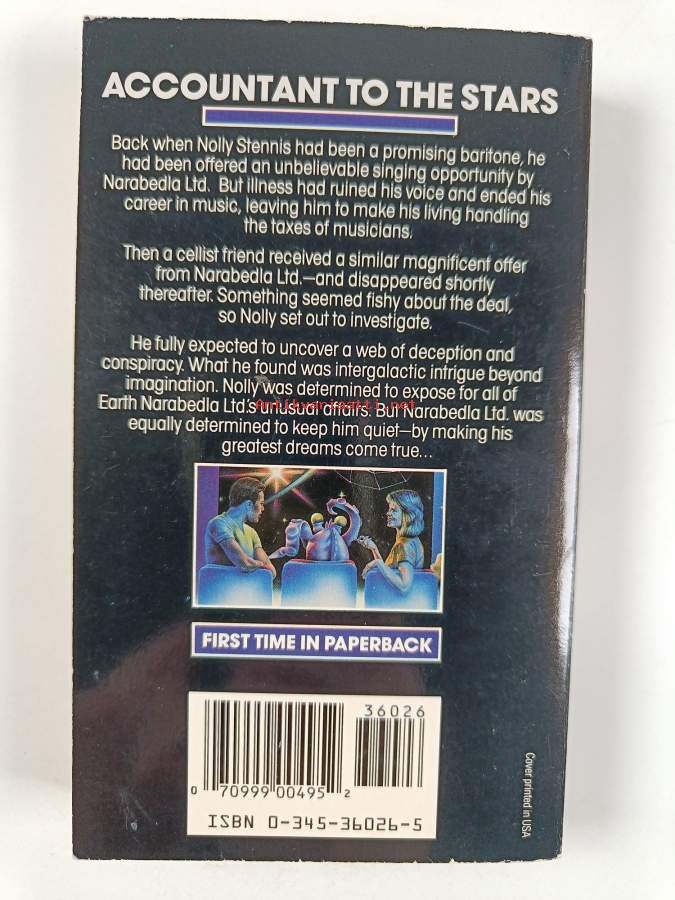 ACCOUNTANT TO THE STARS
Back when Nolly Stennis had been a promising baritone, he
had been offered an unbelievable singing opportunity by
Narabedla Ltd. But illness had ruined his voice and ended his
career in music, leaving him to make his living handling
the taxes of musicians.
Then a cellist friend received a similar magnificent offer
from Narabedla Ltd.—and disappeared shortly
thereafter. Something seemed fishy about the deal,
so Nolly set out to investigate.
He fully expected to uncover a web of deception and
conspiracy. What he found was intergalactic intrigue beyond
imagination. Nolly was determined to expose for all of
Antikvariaatti.net
Earth Narabedla Ltd.'s unusual affairs. But Narabedla Ltd. was
equally determined to keep him quiet—by making his
greatest dreams come true...
FIRST TIME IN PAPERBACK
36026
0 70999 00495 2
ISBN 0-345-36026-5
Cover printed in USA